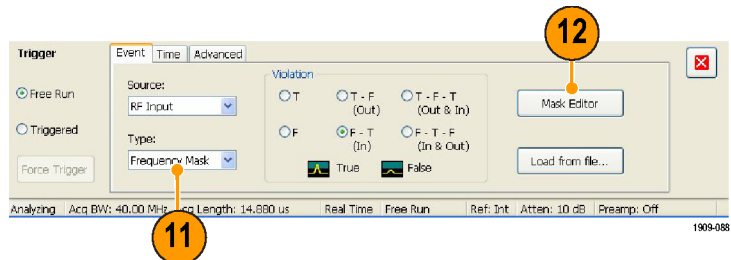 12
Trigger
Event Time Advanced
Free Run
Triggered
Force Trigger
Source:
RF Input
Type:
Frequency Mask
Violation
T
T - F
(Out)
T - F - T
(Out & In)
F
F - T
(In)
F - T - F
(In & Out)
True
False
Mask Editor
Load from file...
Analyzing Acq BW: 40.00 MHz, Acq Length: 14.880 us Real Time Free Run Ref: Int Atten: 10 dB Preamp: Off
11
1909-088